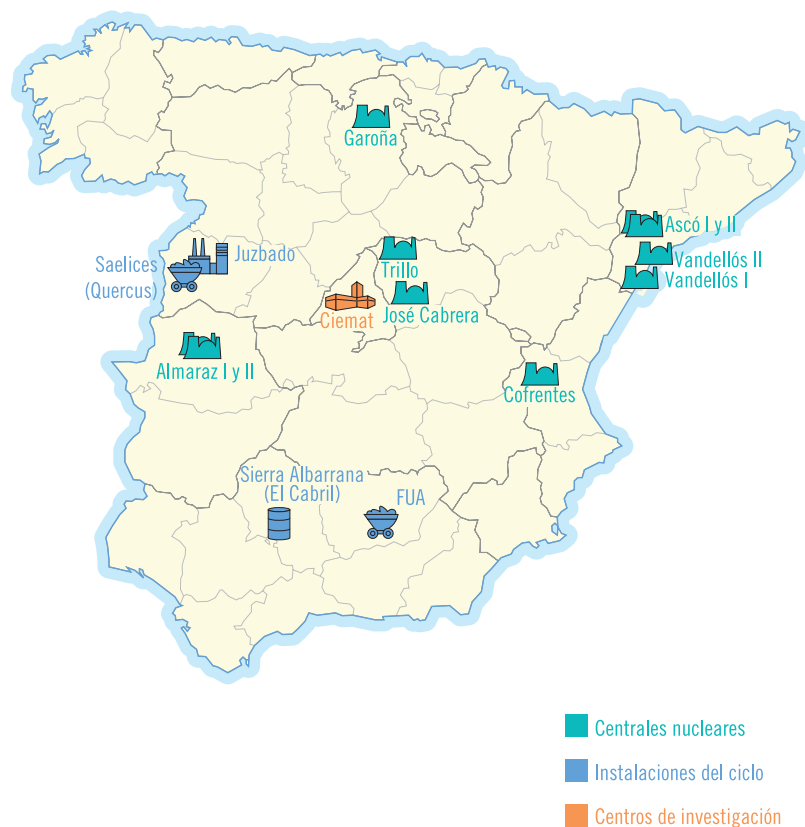 Garoña
Ascó I y II
Juzbado
Saelices
(Quercus)
Trillo
Vandellós II
Vandellós I
Ciemat
José Cabrera
Almaraz I y II
Cofrentes
Sierra Albarrana
(El Cabril)
FUA
Centrales nucleares
Instalaciones del ciclo
Centros de investigación